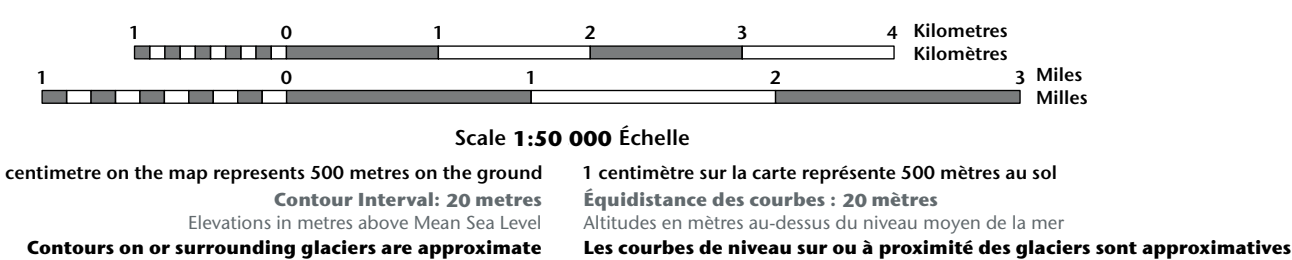 1 0 1 2 3 4 Kilometres
Kilomètres
1 0 1 2 3 Miles
Milles
Scale 1:50 000 Échelle
centimetre on the map represents 500 metres on the ground
Contour Interval: 20 metres
Elevations in metres above Mean Sea Level
Contours on or surrounding glaciers are approximate
1 centimètre sur la carte représente 500 mètres au sol
Équidistance des courbes : 20 mètres
Altitudes en mètres au-dessus du niveau moyen de la mer
Les courbes de niveau sur ou à proximité des glaciers sont approximatives